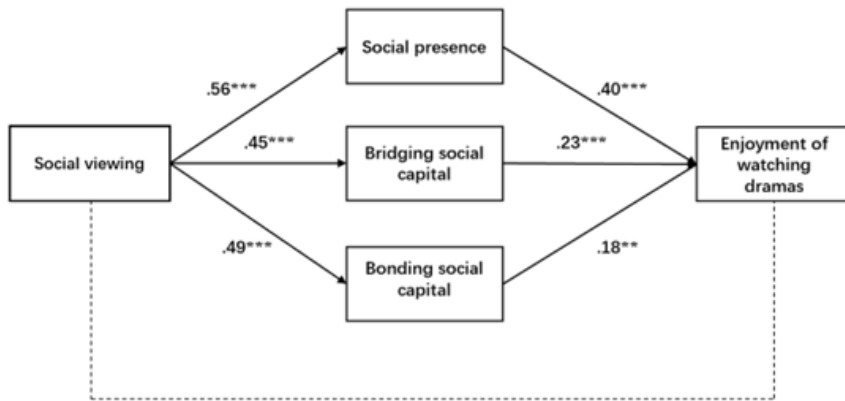 Social presence
.56***
.40***
Social viewing
.45***
Bridging social
capital
.23***
Enjoyment of
watching
dramas
.49***
Bonding social
capital
.18**